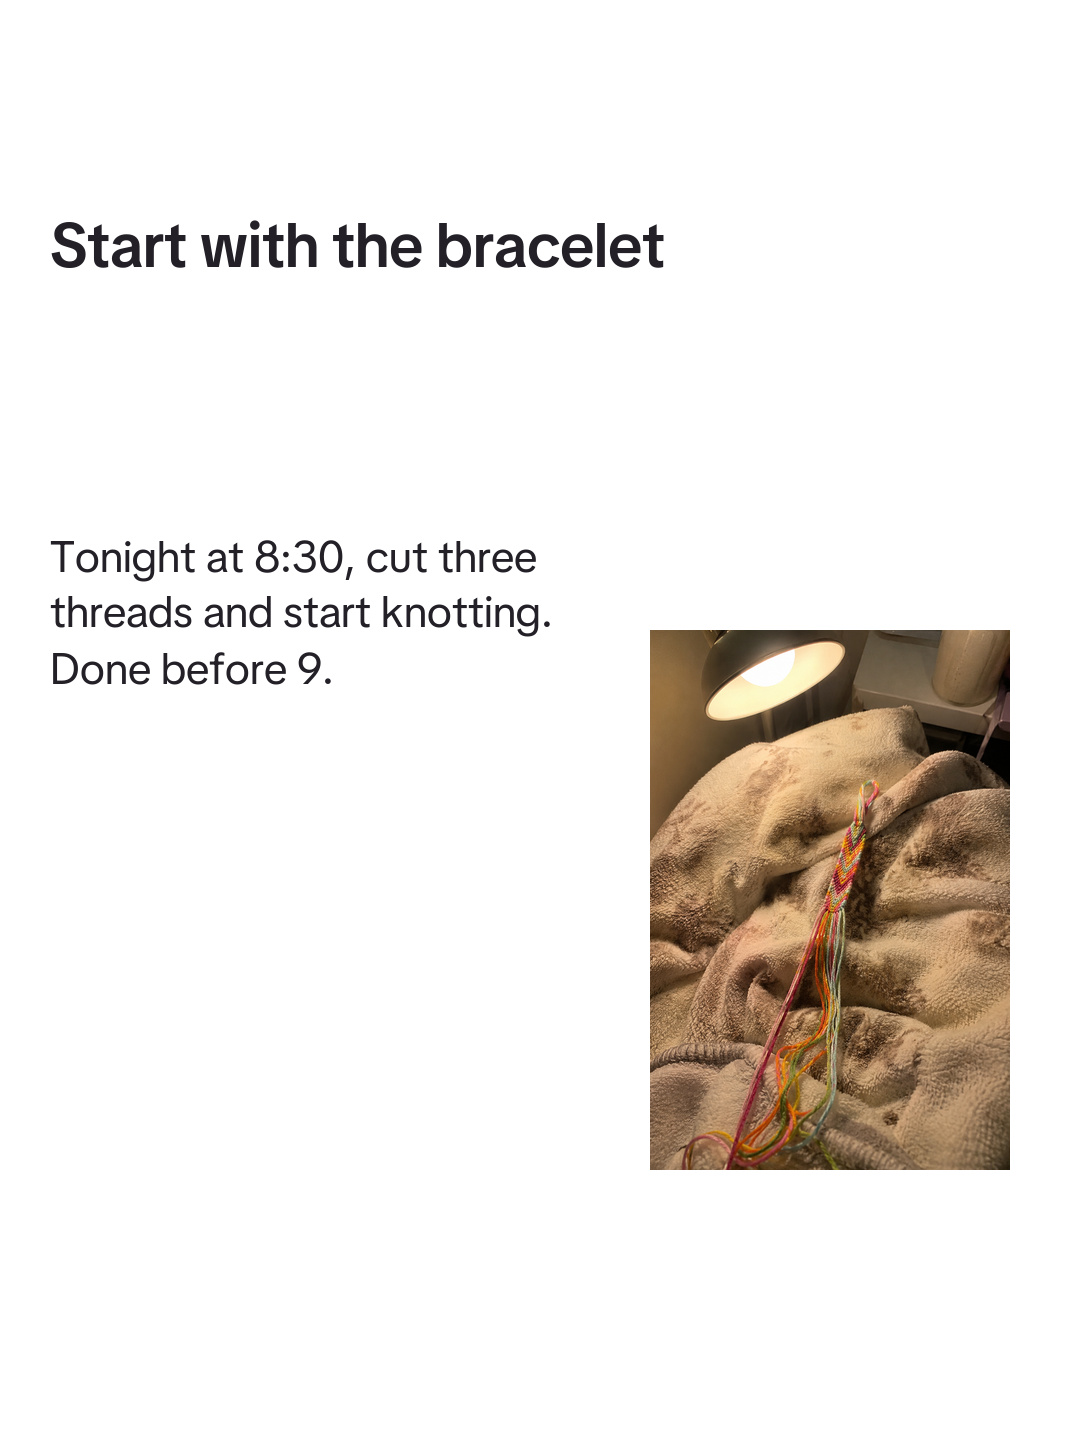 Start with the bracelet
Tonight at 8:30, cut three
threads and start knotting.
Done before 9.